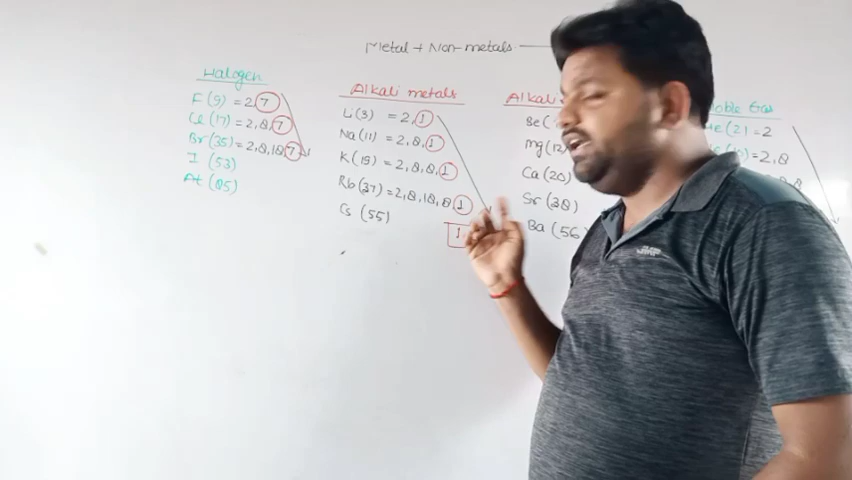 Metal + Non-metals
Halogen
F (9) = 2, 7
Cl (17) = 2, 8, 7
Br (35) = 2, 8, 18, 7
I (53)
At (85)
Alkali metals
Li (3) = 2, 1
Na (11) = 2, 8, 1
K (19) = 2, 8, 8, 1
Rb (37) = 2, 8, 18, 8, 1
Cs (55)
1
Alkali
Be (
Mg (12)
Ca (20)
Sr (38)
Ba (56)
oble Gas
He (2) = 2
= 2, 8